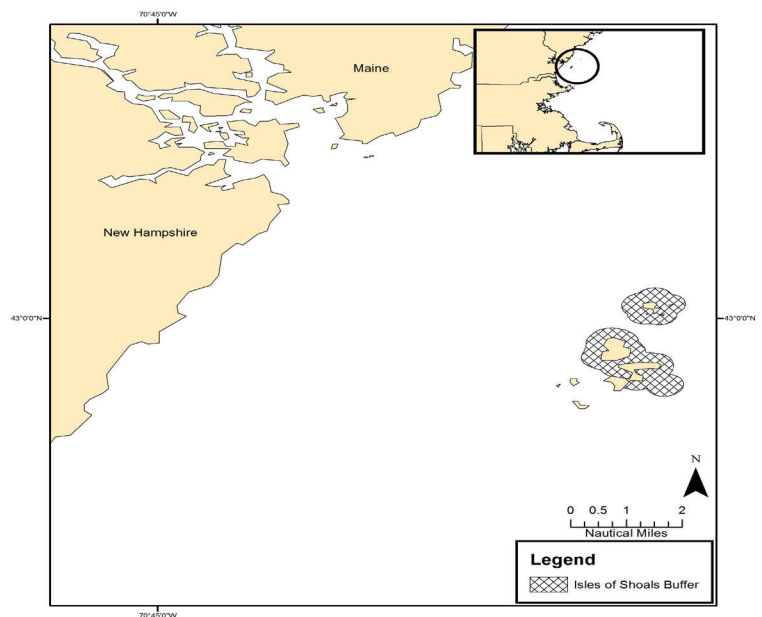 70°45'0"W
Maine
New Hampshire
43°0'0"N
43°0'0"N
N
0 0.5 1 2
Nautical Miles
Legend
Isles of Shoals Buffer
70°45'0"W